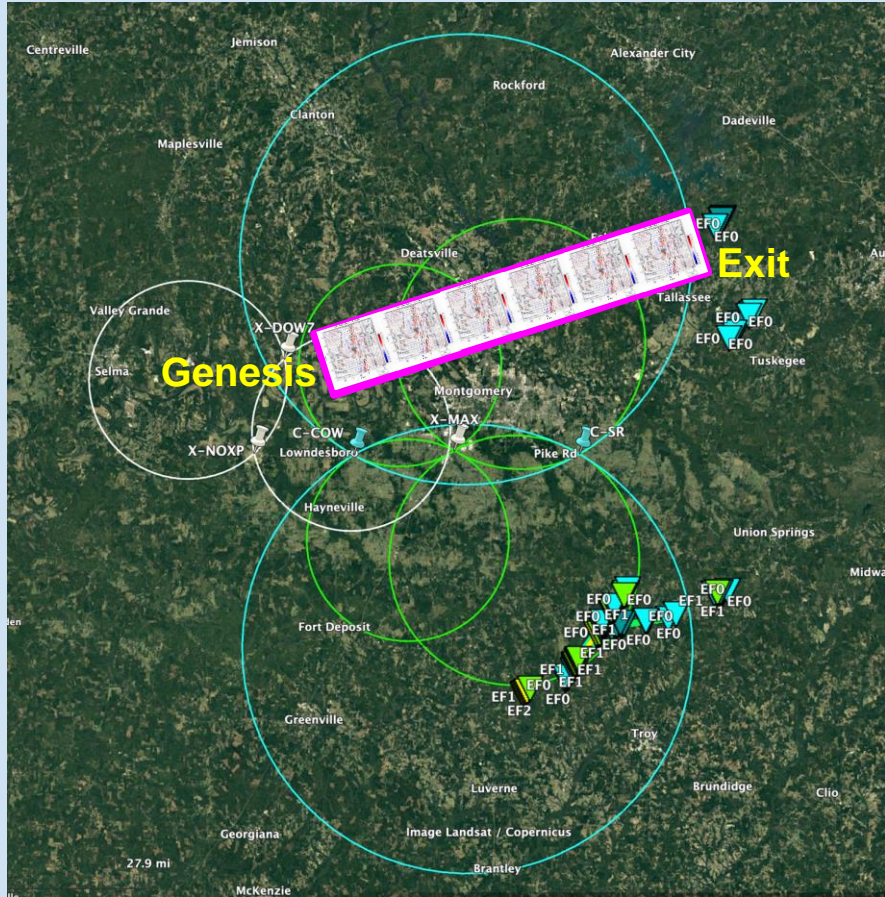 Centreville
Jemison
Alexander City
Rockford
Clanton
Dadeville
Maplesville
EF0
EF0
Deatsville
Exit
Tallassee
Valley Grande
X-DOW7
EF0
EF0
EF0
EF0
Tuskegee
Selma
Genesis
Montgomery
X-MAX
X-NOXP
C-COW
C-SR
Lowndesboro
Pike Rd
Hayneville
Union Springs
Midwa
EF0
EF0
EF0
EF0
EF1
EF1
EF0
EF1
EF0
EF0
EF1
EF0
EF0
EF0
Fort Deposit
EF1
EF1
EF1
EF0
EF1
EF1
EF2
EF0
Greenville
Troy
Luverne
Brundidge
Clio
Georgiana
Image Landsat / Copernicus
27.9 mi
Brantley
McKenzie